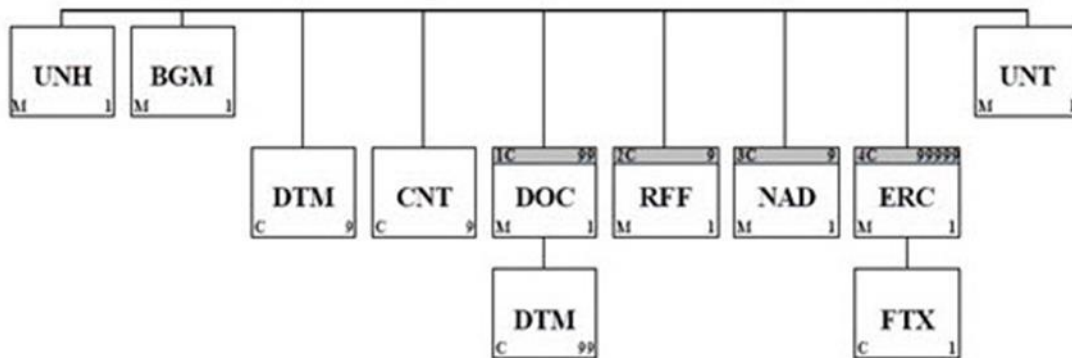 UNH BGM UNT
M 1 M 1 M 1
1C 99 2C 9 3C 9 4C 99999
DTM CNT DOC RFF NAD ERC
C 9 C 9 M 1 M 1 M 1 M 1
DTM FTX
C 99 C 1